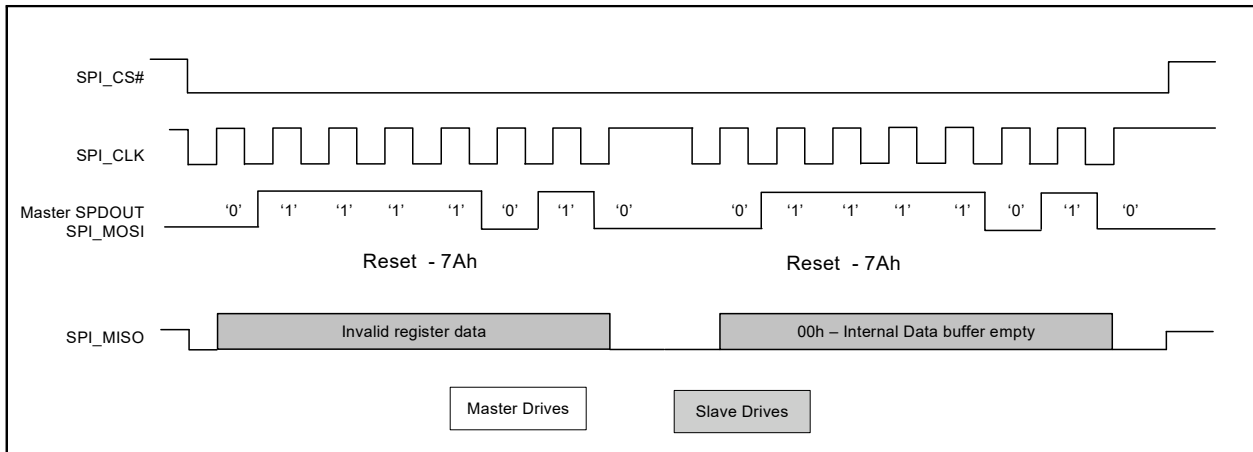 SPI_CS#
SPI_CLK
Master SPDOUT
SPI_MOSI
‘0’ ‘1’ ‘1’ ‘1’ ‘1’ ‘0’ ‘1’ ‘0’ ‘0’ ‘1’ ‘1’ ‘1’ ‘1’ ‘0’ ‘1’ ‘0’
Reset - 7Ah Reset - 7Ah
SPI_MISO
Invalid register data
00h – Internal Data buffer empty
Master Drives
Slave Drives